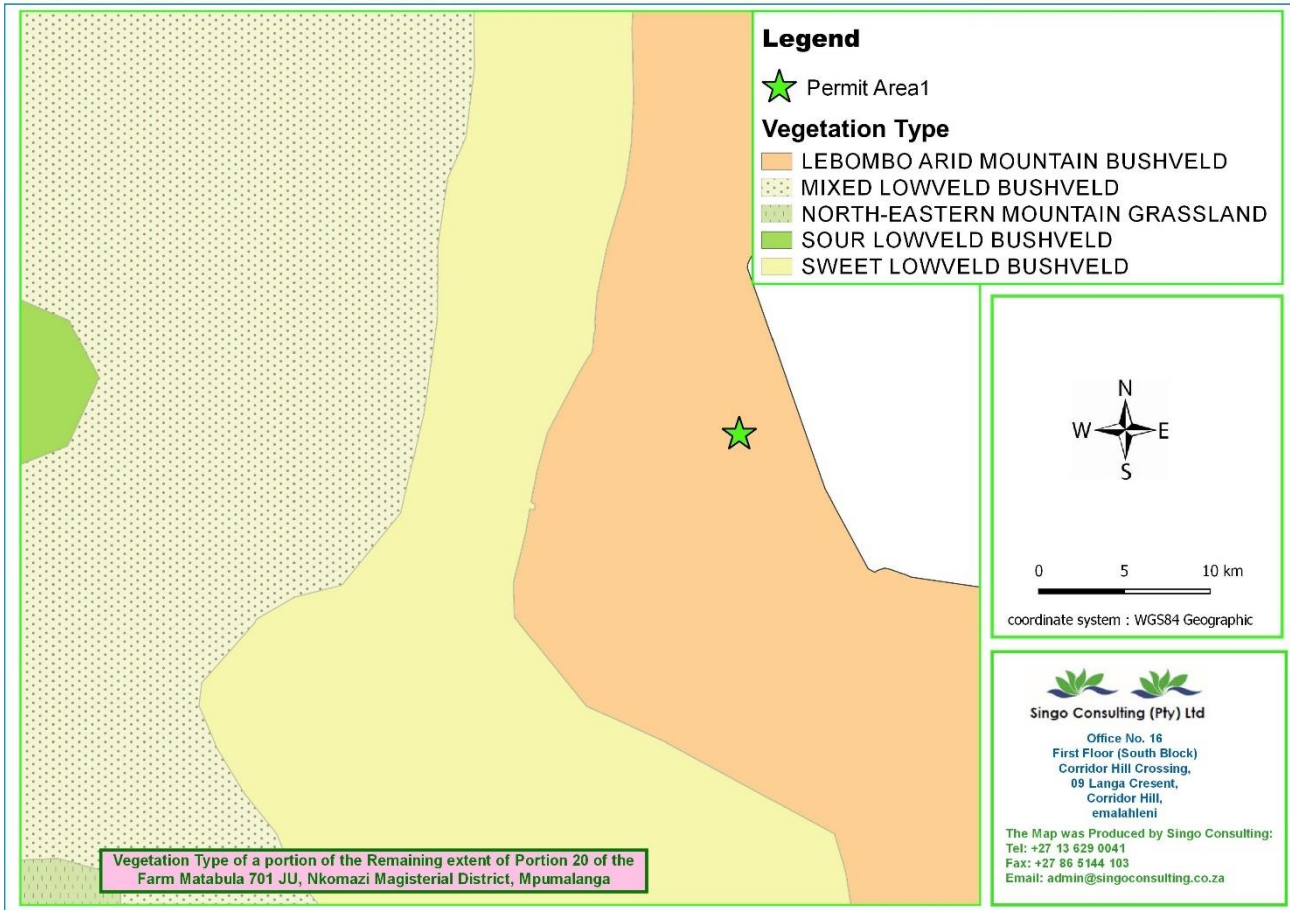 Legend
Permit Area1
Vegetation Type
LEBOMBO ARID MOUNTAIN BUSHVELD
MIXED LOWVELD BUSHVELD
NORTH-EASTERN MOUNTAIN GRASSLAND
SOUR LOWVELD BUSHVELD
SWEET LOWVELD BUSHVELD
N
W E
S
0 5 10 km
coordinate system : WGS84 Geographic
Singo Consulting (Pty) Ltd
Office No. 16
First Floor (South Block)
Corridor Hill Crossing,
09 Langa Cresent,
Corridor Hill,
emalahleni
The Map was Produced by Singo Consulting:
Tel: +27 13 629 0041
Fax: +27 86 5144 103
Email: admin@singoconsulting.co.za
Vegetation Type of a portion of the Remaining extent of Portion 20 of the
Farm Matabula 701 JU, Nkomazi Magisterial District, Mpumalanga